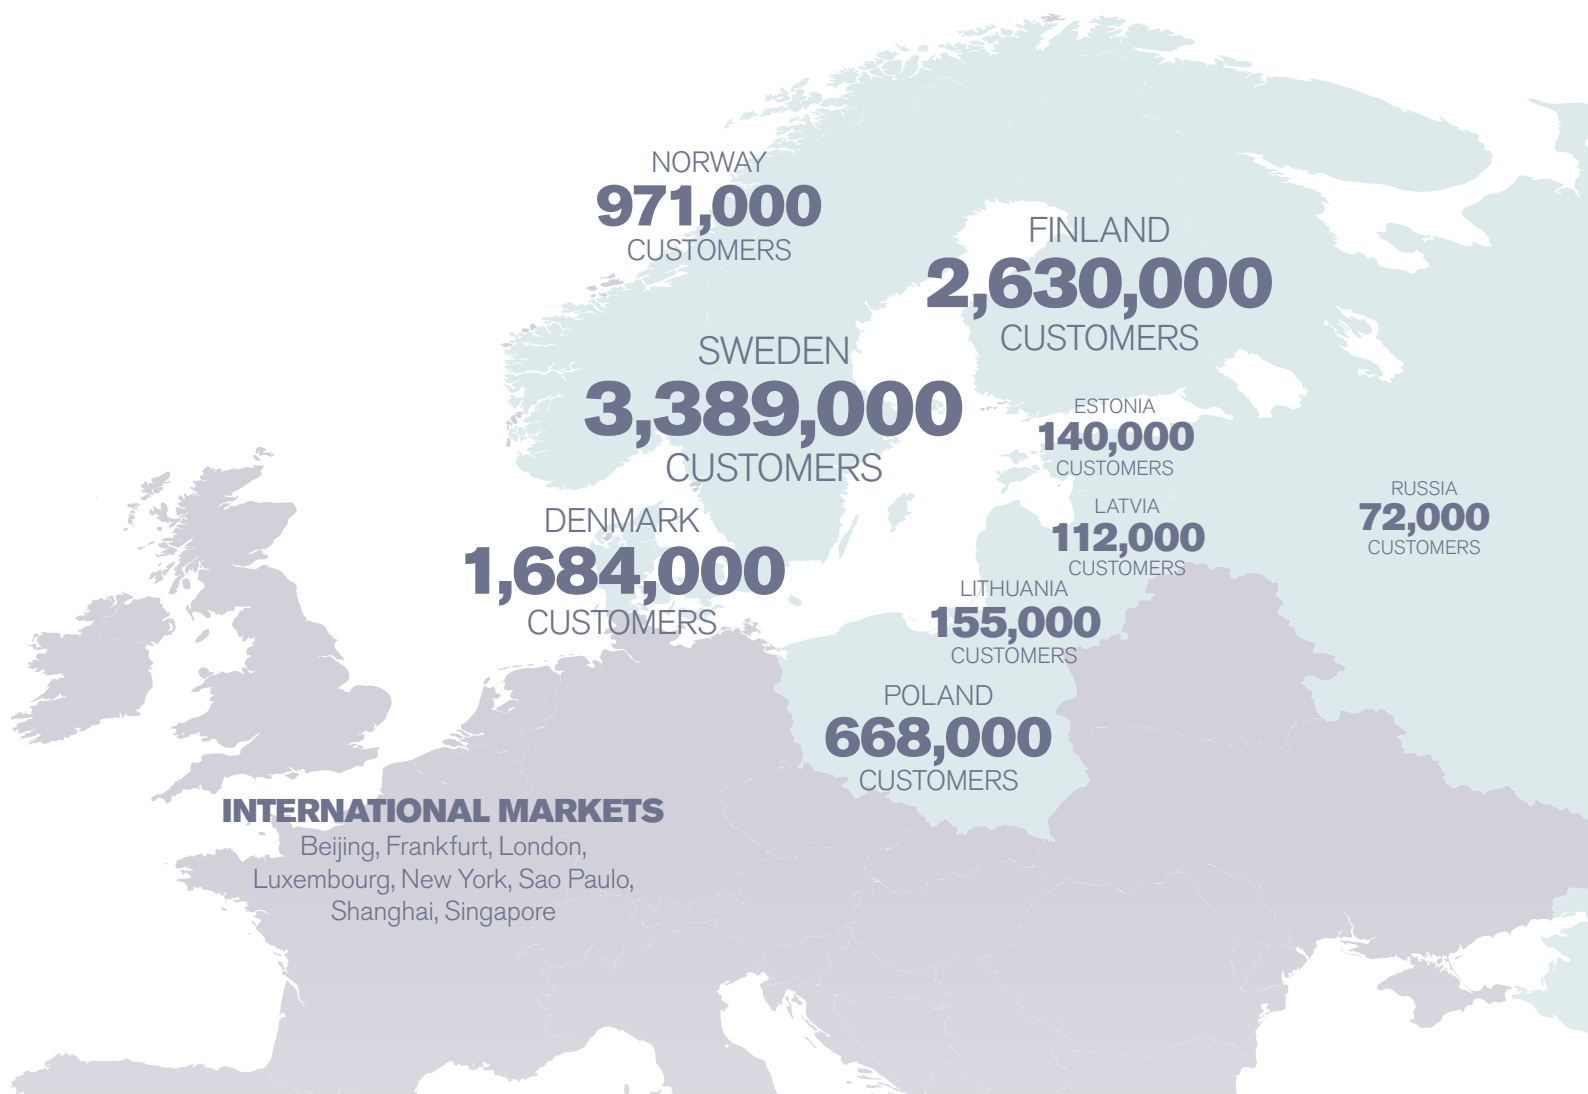 NORWAY
971,000
CUSTOMERS
FINLAND
2,630,000
CUSTOMERS
SWEDEN
3,389,000
CUSTOMERS
ESTONIA
140,000
CUSTOMERS
RUSSIA
72,000
CUSTOMERS
LATVIA
112,000
CUSTOMERS
DENMARK
1,684,000
CUSTOMERS
LITHUANIA
155,000
CUSTOMERS
POLAND
668,000
CUSTOMERS
INTERNATIONAL MARKETS
Beijing, Frankfurt, London,
Luxembourg, New York, Sao Paulo,
Shanghai, Singapore